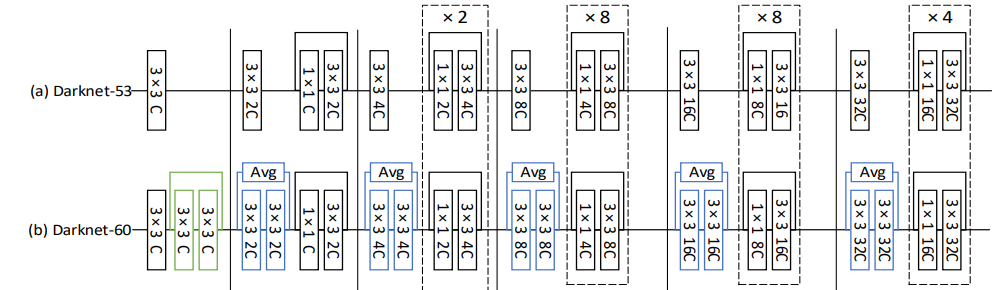 × 2 × 8 × 8 × 4
(a) Darknet-53 3×3 C 3×3 2C 1×1 C 3×3 2C 3×3 4C 1×1 2C 3×3 4C 3×3 8C 1×1 4C 3×3 8C 3×3 16C 1×1 8C 3×3 16 3×3 32C 1×1 16C 3×3 32C
Avg Avg Avg Avg Avg
(b) Darknet-60 3×3 C 3×3 C 3×3 C 3×3 2C 3×3 2C 1×1 C 3×3 2C 3×3 4C 3×3 4C 1×1 2C 3×3 4C 3×3 8C 3×3 8C 1×1 4C 3×3 8C 3×3 16C 3×3 16C 1×1 8C 3×3 16C 3×3 32C 3×3 32C 1×1 16C 3×3 32C